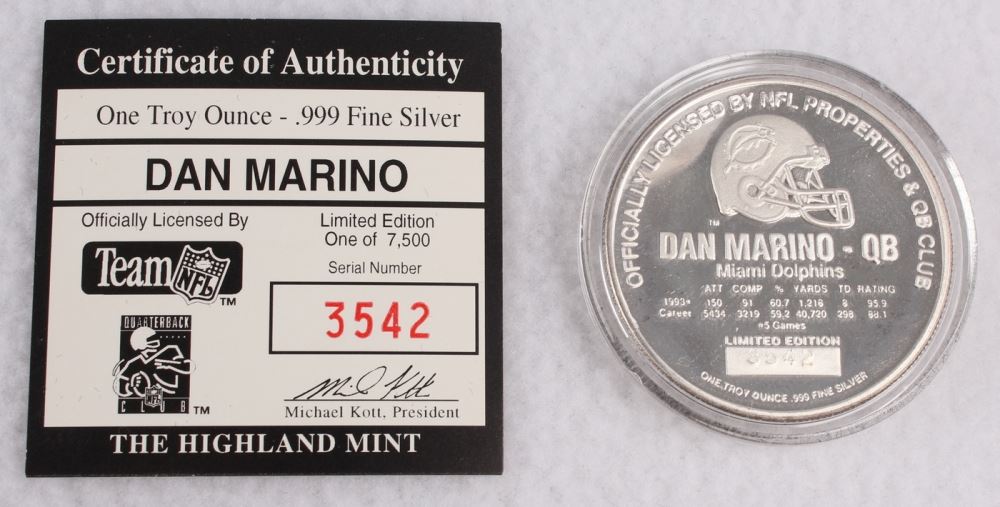 Certificate of Authenticity
One Troy Ounce - .999 Fine Silver
DAN MARINO
Officially Licensed By
Team NFL TM
QUARTERBACK
CLUB TM
Limited Edition
One of 7,500
Serial Number
3542
Michael Kott, President
THE HIGHLAND MINT
OFFICIALLY LICENSED BY NFL PROPERTIES & QB CLUB
TM
DAN MARINO - QB
Miami Dolphins
ATT COMP % YARDS TD RATING
1993* 150 91 60.7 1,218 8 95.9
Career 5434 3219 59.2 40,720 298 88.1
*5 Games
LIMITED EDITION
3542
ONE TROY OUNCE .999 FINE SILVER